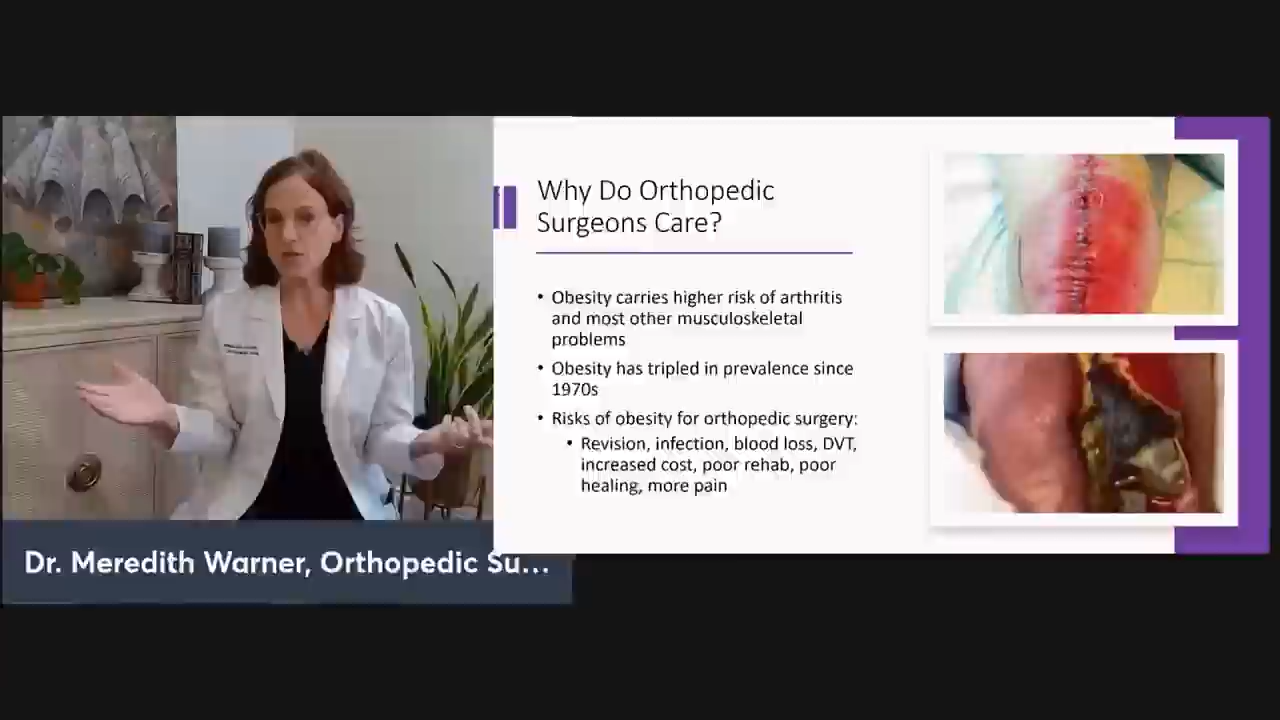 Why Do Orthopedic
Surgeons Care?
• Obesity carries higher risk of arthritis
and most other musculoskeletal
problems
• Obesity has tripled in prevalence since
1970s
• Risks of obesity for orthopedic surgery:
• Revision, infection, blood loss, DVT,
increased cost, poor rehab, poor
healing, more pain
Dr. Meredith Warner, Orthopedic Su...